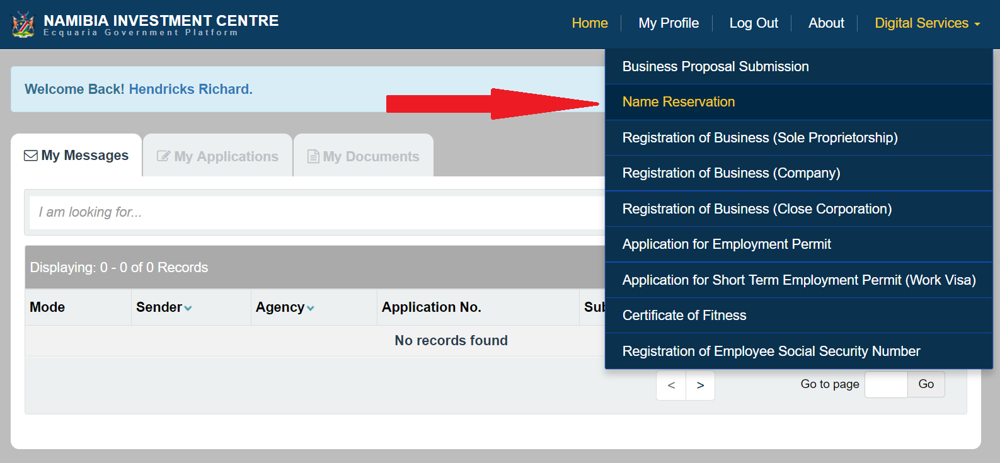 NAMIBIA INVESTMENT CENTRE
Ecquaria Government Platform
Home
My Profile
Log Out
About
Digital Services
Business Proposal Submission
Name Reservation
Registration of Business (Sole Proprietorship)
Registration of Business (Company)
Registration of Business (Close Corporation)
Application for Employment Permit
Application for Short Term Employment Permit (Work Visa)
Certificate of Fitness
Registration of Employee Social Security Number
Welcome Back! Hendricks Richard.
My Messages
My Applications
My Documents
I am looking for...
Displaying: 0 - 0 of 0 Records
Mode
Sender
Agency
Application No.
No records found
<
>
Go to page
Go